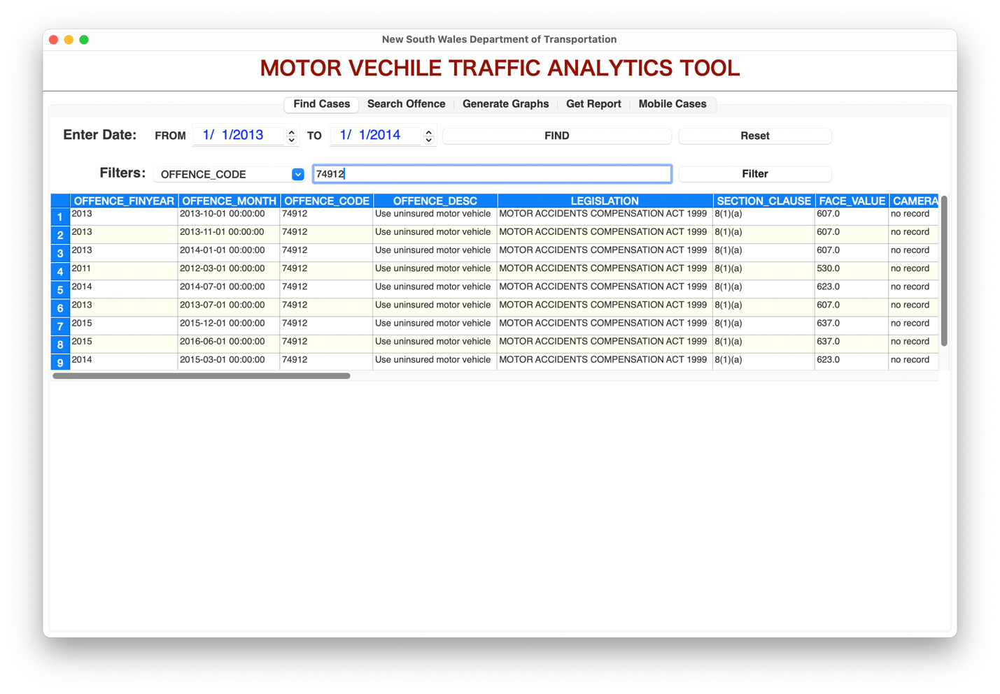 New South Wales Department of Transportation
MOTOR VECHILE TRAFFIC ANALYTICS TOOL
Find Cases Search Offence Generate Graphs Get Report Mobile Cases
Enter Date: FROM 1/ 1/2013 TO 1/ 1/2014 FIND Reset
Filters: OFFENCE_CODE 74912 Filter
OFFENCE_FINYEAR OFFENCE_MONTH OFFENCE_CODE OFFENCE_DESC LEGISLATION SECTION_CLAUSE FACE_VALUE CAMERA
1 2013 2013-10-01 00:00:00 74912 Use uninsured motor vehicle MOTOR ACCIDENTS COMPENSATION ACT 1999 8(1)(a) 607.0 no record
2 2013 2013-11-01 00:00:00 74912 Use uninsured motor vehicle MOTOR ACCIDENTS COMPENSATION ACT 1999 8(1)(a) 607.0 no record
3 2013 2014-01-01 00:00:00 74912 Use uninsured motor vehicle MOTOR ACCIDENTS COMPENSATION ACT 1999 8(1)(a) 607.0 no record
4 2011 2012-03-01 00:00:00 74912 Use uninsured motor vehicle MOTOR ACCIDENTS COMPENSATION ACT 1999 8(1)(a) 530.0 no record
5 2014 2014-07-01 00:00:00 74912 Use uninsured motor vehicle MOTOR ACCIDENTS COMPENSATION ACT 1999 8(1)(a) 623.0 no record
6 2013 2013-07-01 00:00:00 74912 Use uninsured motor vehicle MOTOR ACCIDENTS COMPENSATION ACT 1999 8(1)(a) 607.0 no record
7 2015 2015-12-01 00:00:00 74912 Use uninsured motor vehicle MOTOR ACCIDENTS COMPENSATION ACT 1999 8(1)(a) 637.0 no record
8 2015 2016-06-01 00:00:00 74912 Use uninsured motor vehicle MOTOR ACCIDENTS COMPENSATION ACT 1999 8(1)(a) 637.0 no record
9 2014 2015-03-01 00:00:00 74912 Use uninsured motor vehicle MOTOR ACCIDENTS COMPENSATION ACT 1999 8(1)(a) 623.0 no record